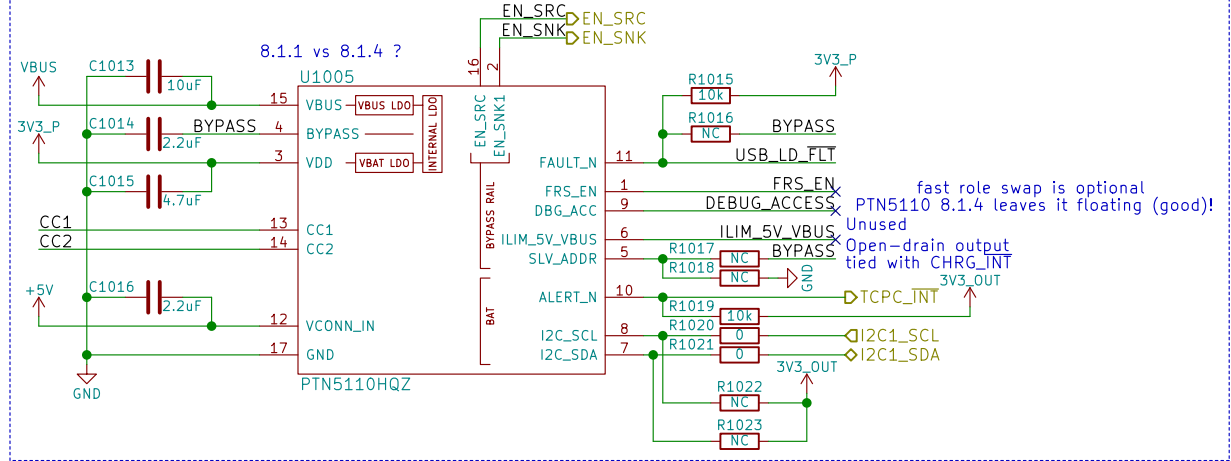 EN_SRC
EN_SRC
EN_SNK
EN_SNK
8.1.1 vs 8.1.4 ?
VBUS
C1013
10uF
U1005
16
2
R1015
10k
3V3_P
15
VBUS
VBUS LDO
INTERNAL LDO
EN_SRC
EN_SNK1
3V3_P
C1014
2.2uF
BYPASS
4
BYPASS
R1016
NC
BYPASS
3
VDD
VBAT LDO
FAULT_N
11
USB_LD_FLT
C1015
4.7uF
BYPASS RAIL
FRS_EN
1
FRS_EN
fast role swap is optional
DBG_ACC
9
DEBUG_ACCESS
PTN5110 8.1.4 leaves it floating (good)!
CC1
13
CC1
Unused
CC2
14
CC2
ILIM_5V_VBUS
6
ILIM_5V_VBUS
Open-drain output
tied with CHRG_INT
SLV_ADDR
5
R1017
NC
BYPASS
R1018
NC
GND
+5V
C1016
2.2uF
BAT
ALERT_N
10
TCPC_INT
3V3_OUT
R1019
10k
12
VCONN_IN
I2C_SCL
8
R1020
0
I2C1_SCL
17
GND
I2C_SDA
7
R1021
0
I2C1_SDA
GND
PTN5110HQZ
3V3_OUT
R1022
NC
R1023
NC